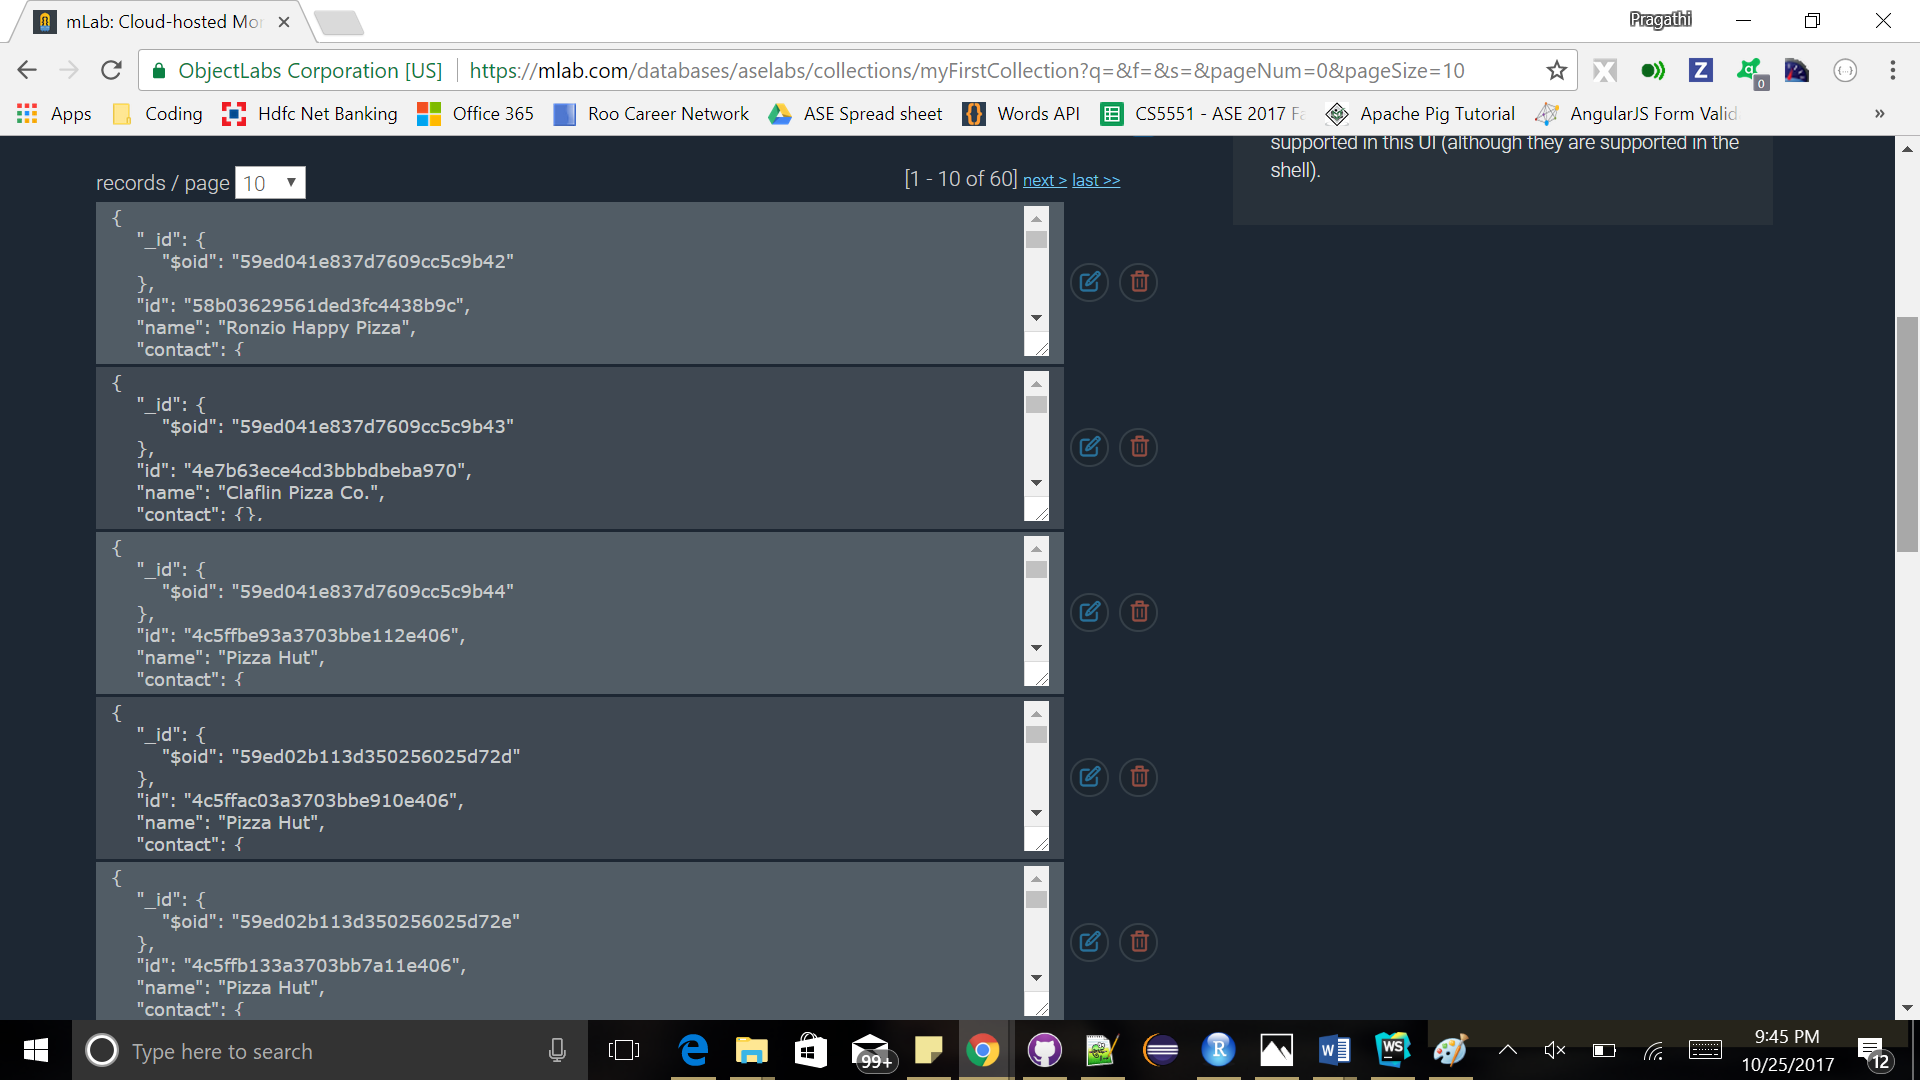 mLab: Cloud-hosted Mo
Pragathi
ObjectLabs Corporation [US]
https://mlab.com/databases/aselabs/collections/myFirstCollection?q=&f=&s=&pageNum=0&pageSize=10
0
Apps
Coding
Hdfc Net Banking
Office 365
Roo Career Network
ASE Spread sheet
Words API
CS5551 - ASE 2017 Fa
Apache Pig Tutorial
AngularJS Form Valid
»
supported in this UI (although they are supported in the
shell).
records / page 10
[1 - 10 of 60] next > last >>
{
"_id": {
"$oid": "59ed041e837d7609cc5c9b42"
},
"id": "58b03629561ded3fc4438b9c",
"name": "Ronzio Happy Pizza",
"contact": {
{
"_id": {
"$oid": "59ed041e837d7609cc5c9b43"
},
"id": "4e7b63ece4cd3bbbdbeba970",
"name": "Claflin Pizza Co.",
"contact": {},
{
"_id": {
"$oid": "59ed041e837d7609cc5c9b44"
},
"id": "4c5ffbe93a3703bbe112e406",
"name": "Pizza Hut",
"contact": {
{
"_id": {
"$oid": "59ed02b113d350256025d72d"
},
"id": "4c5ffac03a3703bbe910e406",
"name": "Pizza Hut",
"contact": {
{
"_id": {
"$oid": "59ed02b113d350256025d72e"
},
"id": "4c5ffb133a3703bb7a11e406",
"name": "Pizza Hut",
"contact": {
Type here to search
99+
R
WS
9:45 PM
10/25/2017
12